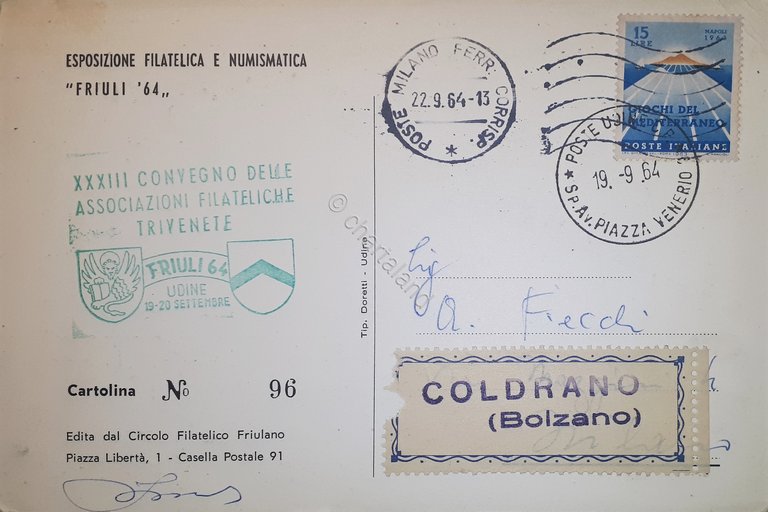 ESPOSIZIONE FILATELICA E NUMISMATICA
"FRIULI '64„
XXXIII CONVEGNO DELLE
ASSOCIAZIONI FILATELICHE
TRIVENETE
FRIULI 64
UDINE
19-20 SETTEMBRE
Cartolina No 96
Edita dal Circolo Filatelico Friulano
Piazza Libertà, 1 - Casella Postale 91
Tip. Doretti - Udine
© chartaland
POSTE MILANO FERR. CORRISP.
22.9.64-13
15
LIRE
NAPOLI
1963
GIOCHI DEL
MEDITERRANEO
POSTE ITALIANE
POSTE UDINE
SP.AV. PIAZZA VENERIO
19.-9.64
Sig
A. Fiecchi
COLDRANO
(Bolzano)